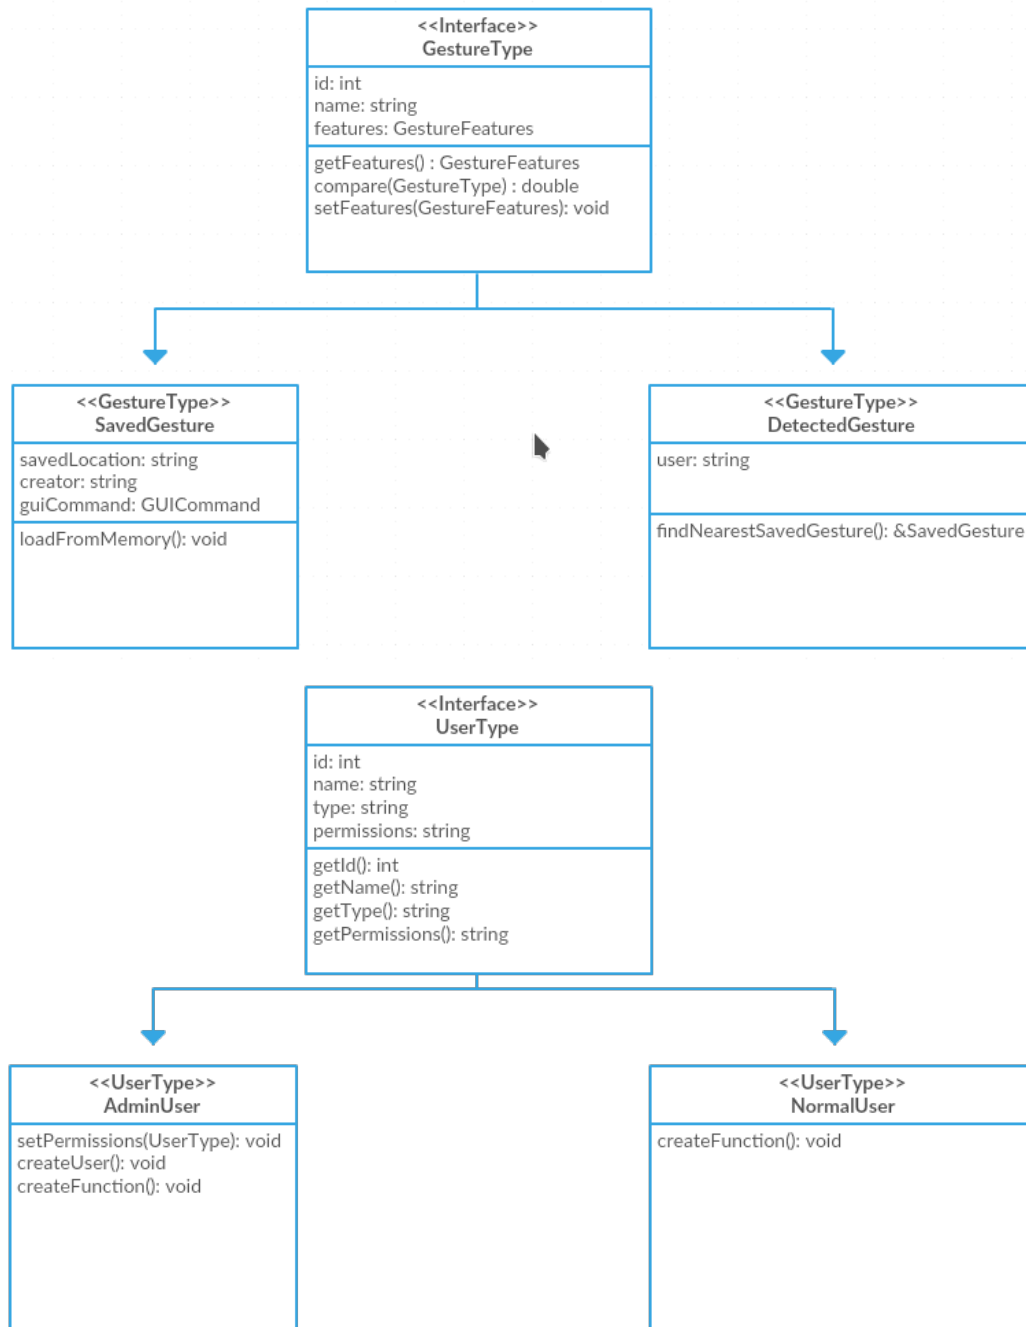 <<Interface>>
GestureType
id: int
name: string
features: GestureFeatures
getFeatures() : GestureFeatures
compare(GestureType) : double
setFeatures(GestureFeatures): void
<<GestureType>>
SavedGesture
savedLocation: string
creator: string
guiCommand: GUICommand
loadFromMemory(): void
<<GestureType>>
DetectedGesture
user: string
findNearestSavedGesture(): &SavedGesture
<<Interface>>
UserType
id: int
name: string
type: string
permissions: string
getId(): int
getName(): string
getType(): string
getPermissions(): string
<<UserType>>
AdminUser
setPermissions(UserType): void
createUser(): void
createFunction(): void
<<UserType>>
NormalUser
createFunction(): void